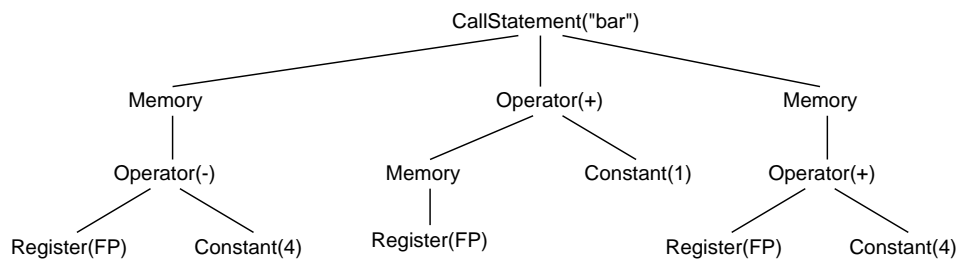 CallStatement("bar")
Memory Operator(+) Memory
Operator(-) Memory Constant(1) Operator(+)
Register(FP) Constant(4) Register(FP) Register(FP) Constant(4)